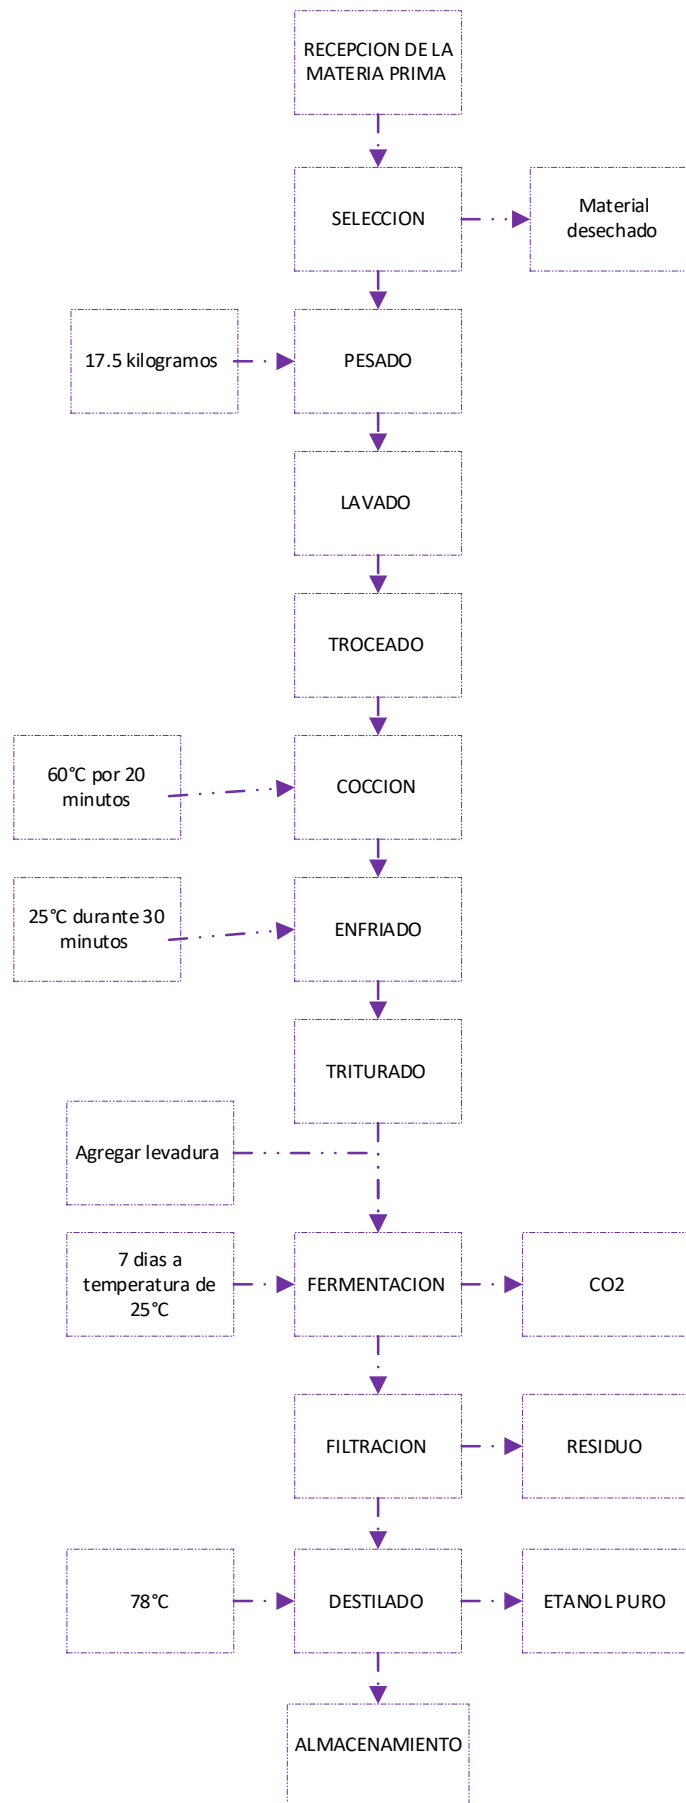 RECEPCION DE LA
MATERIA PRIMA
SELECCION
Material
desechado
17.5 kilogramos
PESADO
LAVADO
TROCEADO
60°C por 20
minutos
COCCION
25°C durante 30
minutos
ENFRIADO
TRITURADO
Agregar levadura
7 dias a
temperatura de
25°C
FERMENTACION
CO2
FILTRACION
RESIDUO
78°C
DESTILADO
ETANOL PURO
ALMACENAMIENTO